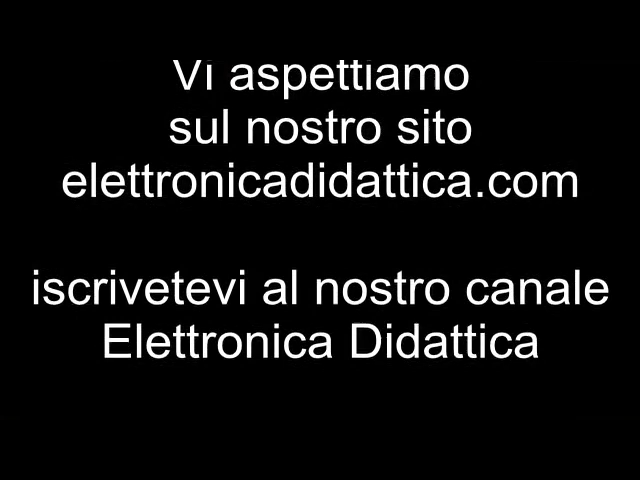 Vi aspettiamo
sul nostro sito
elettronicadidattica.com
iscrivetevi al nostro canale
Elettronica Didattica